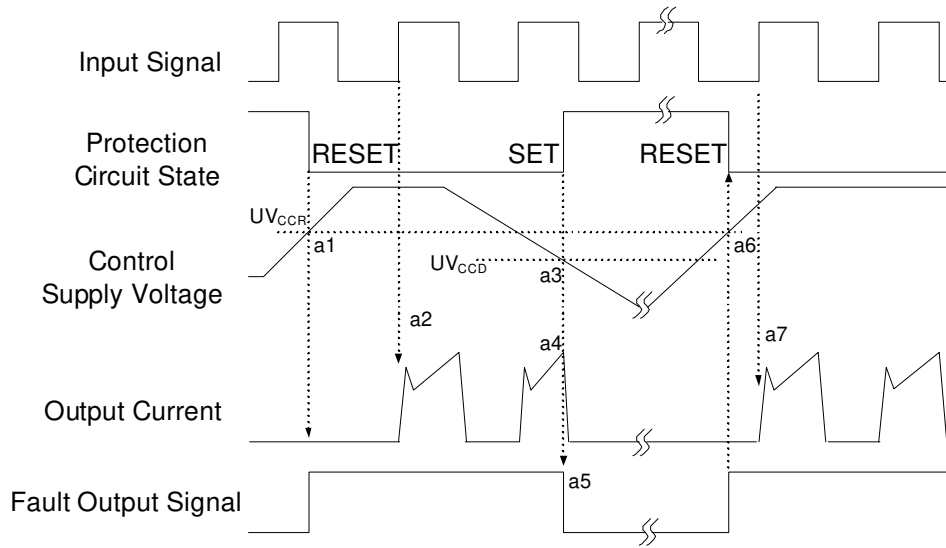 Input Signal
Protection
Circuit State
RESET
SET
RESET
UVCCR
a1
a6
Control
Supply Voltage
UVCCD
a3
a2
a4
a7
Output Current
a5
Fault Output Signal